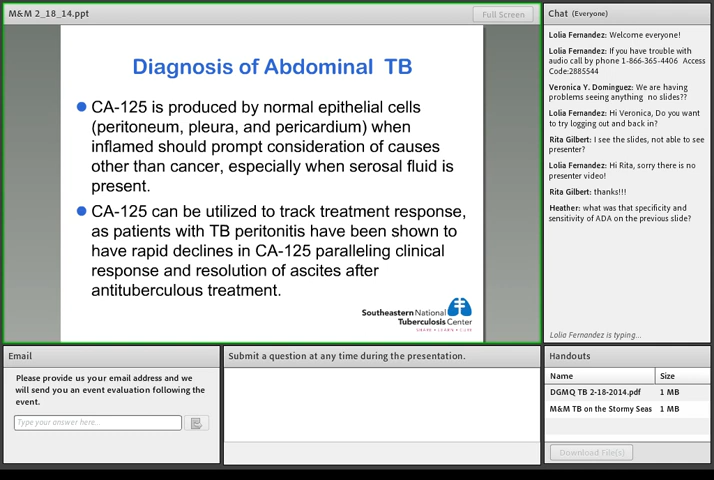 M&M 2_18_14.ppt
Full Screen
Diagnosis of Abdominal TB
CA-125 is produced by normal epithelial cells
(peritoneum, pleura, and pericardium) when
inflamed should prompt consideration of causes
other than cancer, especially when serosal fluid is
present.
CA-125 can be utilized to track treatment response,
as patients with TB peritonitis have been shown to
have rapid declines in CA-125 paralleling clinical
response and resolution of ascites after
antituberculous treatment.
Southeastern National
Tuberculosis Center
Chat (Everyone)
Lolia Fernandez: Welcome everyone!
Lolia Fernandez: If you have trouble with
audio call by phone 1-866-365-4406 Access
Code:2885544
Veronica Y. Dominguez: We are having
problems seeing anything no slides??
Lolia Fernandez: Hi Veronica, Do you want
to try logging out and back in?
Rita Gilbert: I see the slides, not able to see
presenter?
Lolia Fernandez: Hi Rita, sorry there is no
presenter video!
Rita Gilbert: thanks!!!
Heather: what was that specificity and
sensitivity of ADA on the previous slide?
Lolia Fernandez is typing...
Email
Please provide us your email address and we
will send you an event evaluation following the
event.
Type your answer here...
Submit a question at any time during the presentation.
Handouts
Name Size
DGMQ TB 2-18-2014.pdf 1 MB
M&M TB on the Stormy Seas 1 MB
Download File(s)